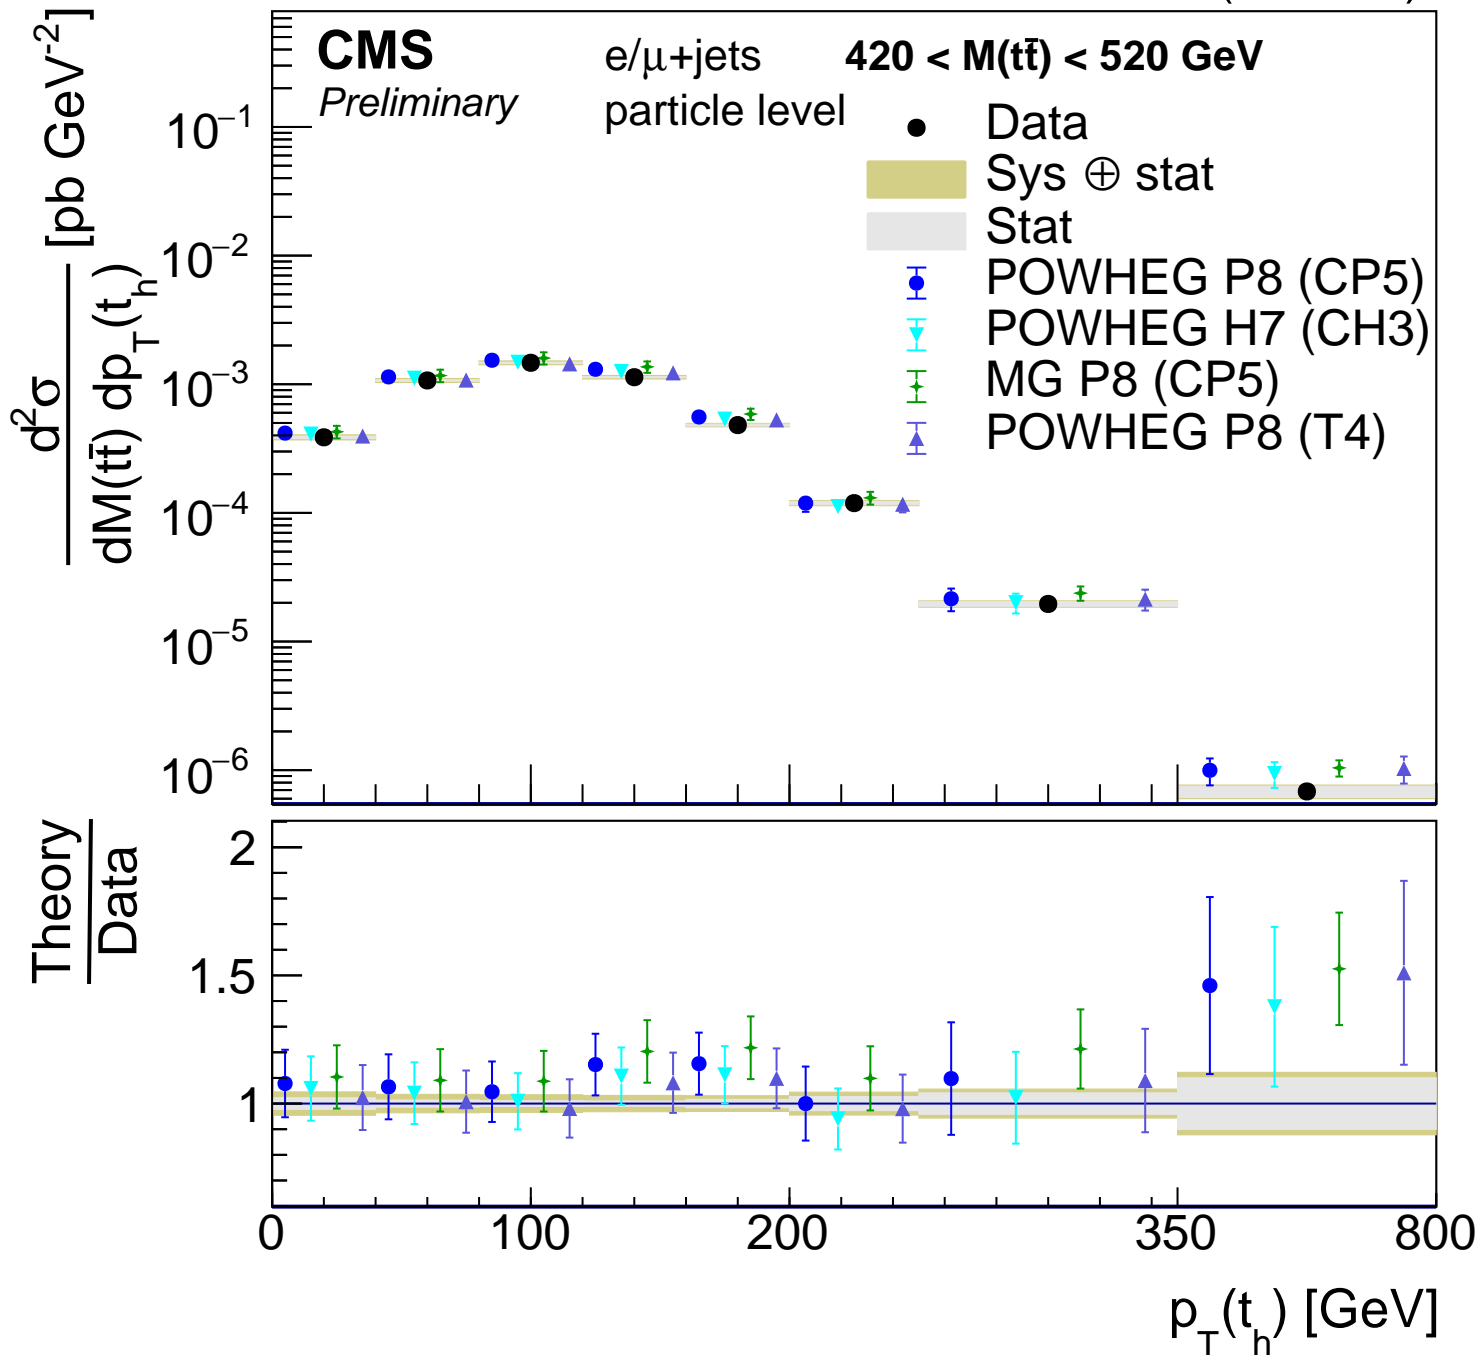 CMS
Preliminary
e/μ+jets
particle level
420 < M(tt̄) < 520 GeV
Data
Sys ⊕ stat
Stat
POWHEG P8 (CP5)
POWHEG H7 (CH3)
MG P8 (CP5)
POWHEG P8 (T4)
d²σ
dM(tt̄) dp_T(t_h)
[pb GeV⁻²]
10⁻¹
10⁻²
10⁻³
10⁻⁴
10⁻⁵
10⁻⁶
Theory
Data
2
1.5
1
0 100 200 350 800
p_T(t_h) [GeV]